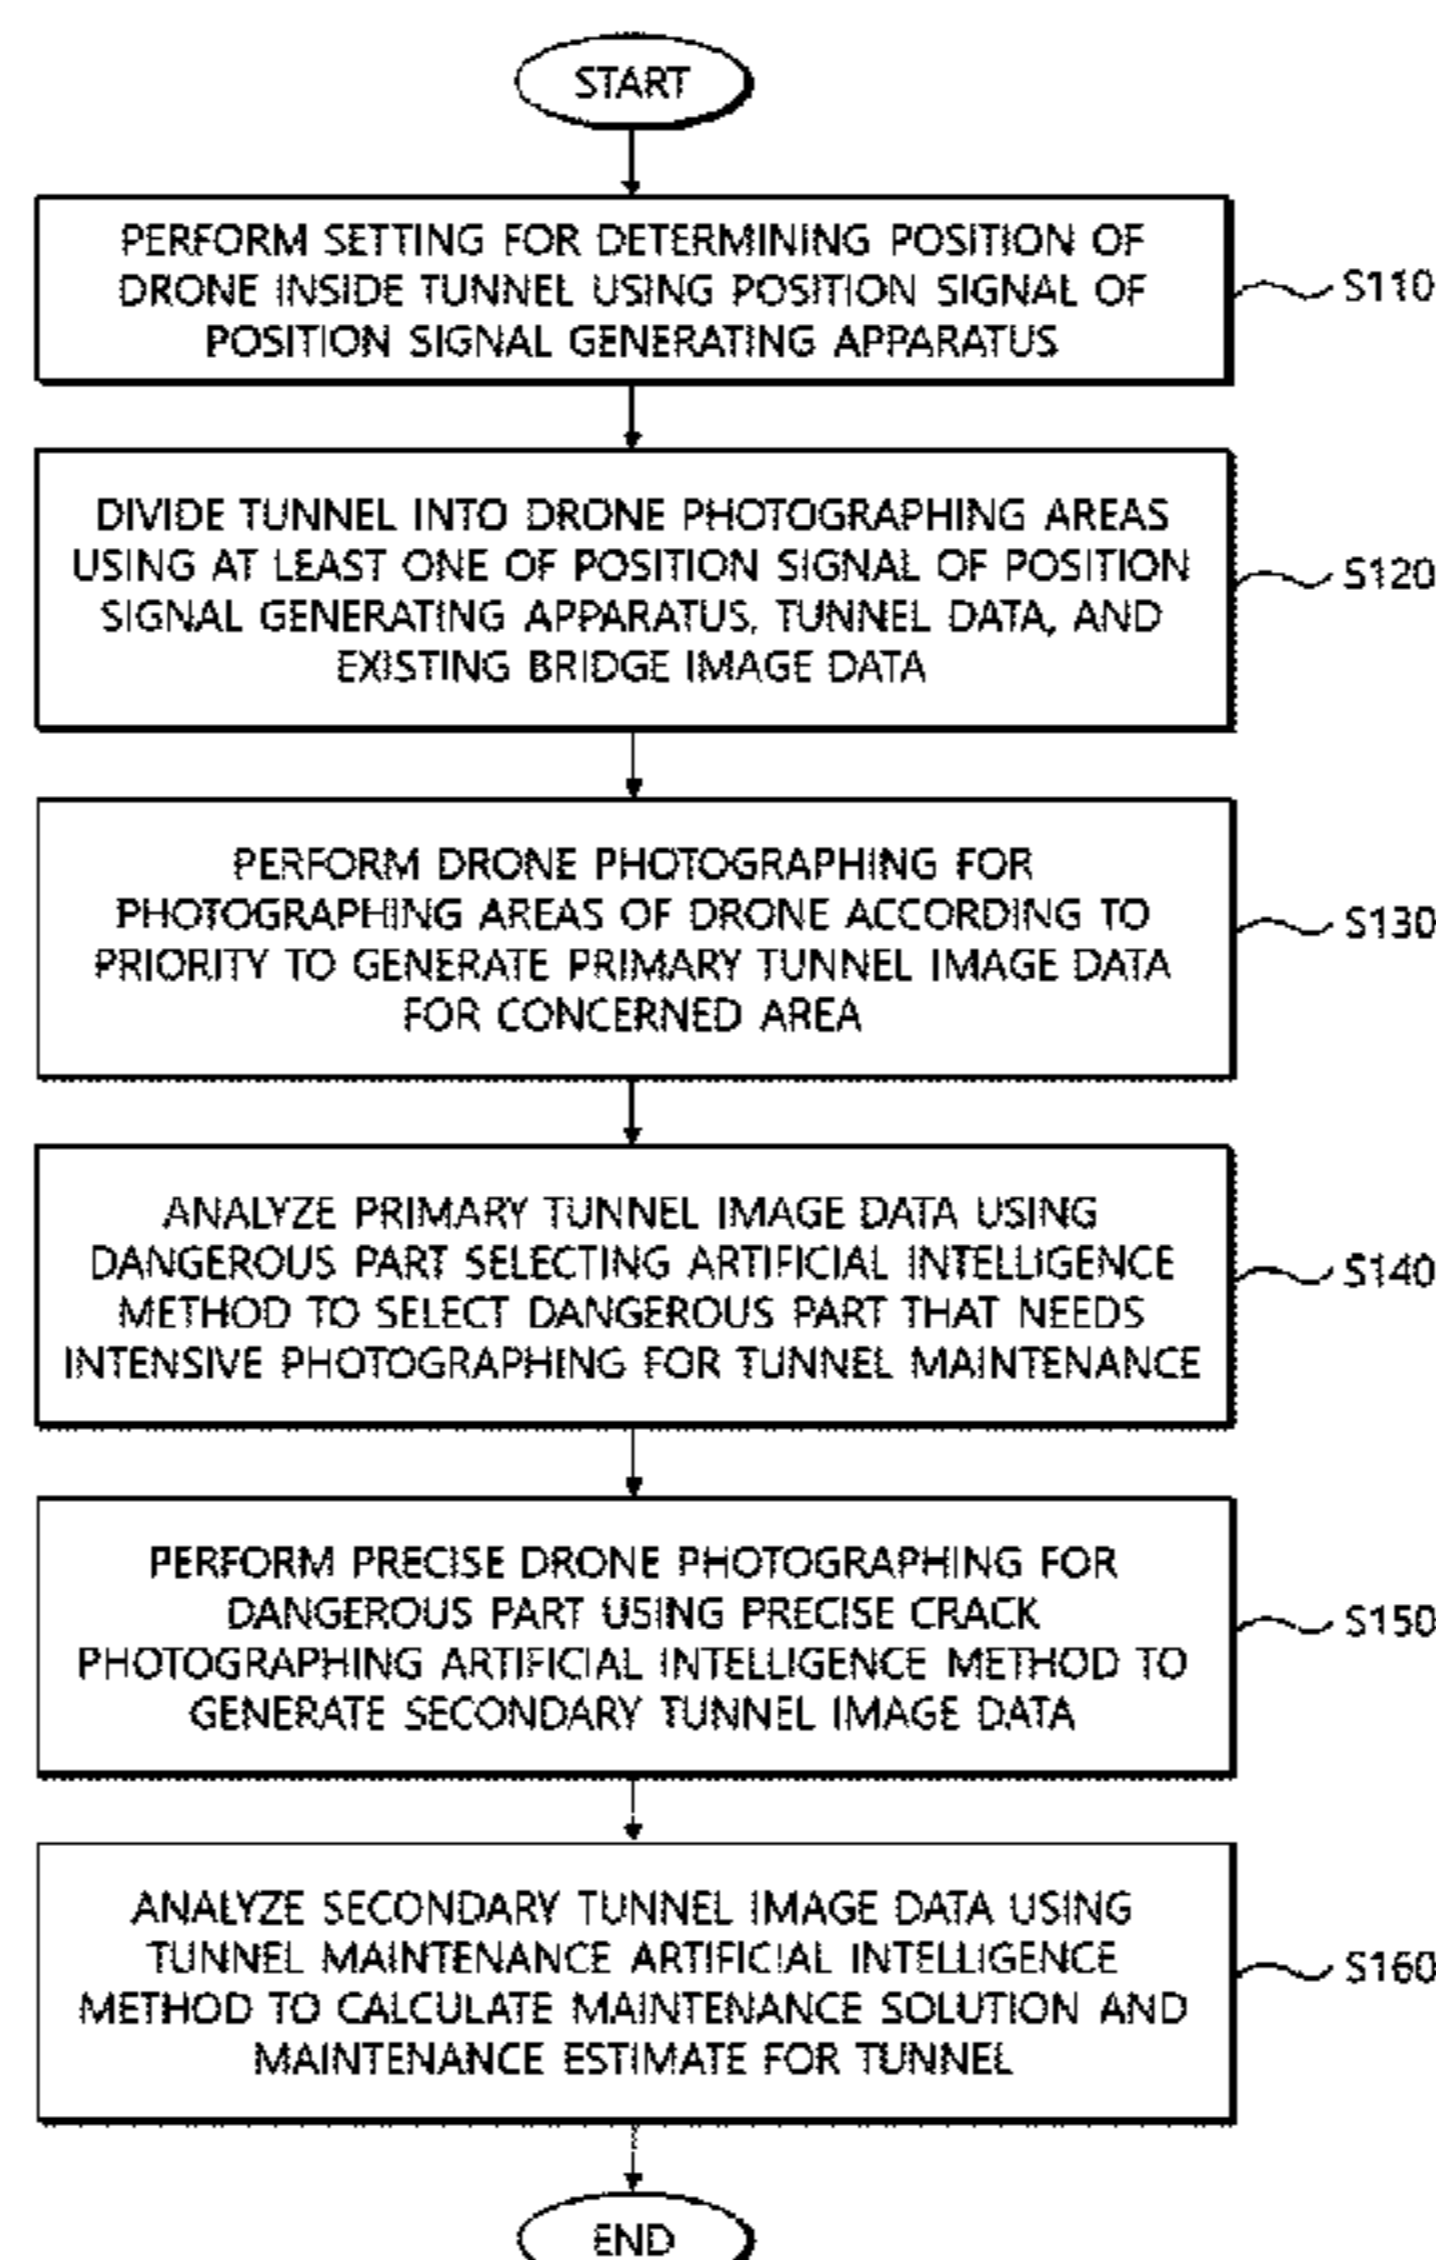 START
PERFORM SETTING FOR DETERMINING POSITION OF
DRONE INSIDE TUNNEL USING POSITION SIGNAL OF
POSITION SIGNAL GENERATING APPARATUS
S110
DIVIDE TUNNEL INTO DRONE PHOTOGRAPHING AREAS
USING AT LEAST ONE OF POSITION SIGNAL OF POSITION
SIGNAL GENERATING APPARATUS, TUNNEL DATA, AND
EXISTING BRIDGE IMAGE DATA
S120
PERFORM DRONE PHOTOGRAPHING FOR
PHOTOGRAPHING AREAS OF DRONE ACCORDING TO
PRIORITY TO GENERATE PRIMARY TUNNEL IMAGE DATA
FOR CONCERNED AREA
S130
ANALYZE PRIMARY TUNNEL IMAGE DATA USING
DANGEROUS PART SELECTING ARTIFICIAL INTELLIGENCE
METHOD TO SELECT DANGEROUS PART THAT NEEDS
INTENSIVE PHOTOGRAPHING FOR TUNNEL MAINTENANCE
S140
PERFORM PRECISE DRONE PHOTOGRAPHING FOR
DANGEROUS PART USING PRECISE CRACK
PHOTOGRAPHING ARTIFICIAL INTELLIGENCE METHOD TO
GENERATE SECONDARY TUNNEL IMAGE DATA
S150
ANALYZE SECONDARY TUNNEL IMAGE DATA USING
TUNNEL MAINTENANCE ARTIFICIAL INTELLIGENCE
METHOD TO CALCULATE MAINTENANCE SOLUTION AND
MAINTENANCE ESTIMATE FOR TUNNEL
S160
END